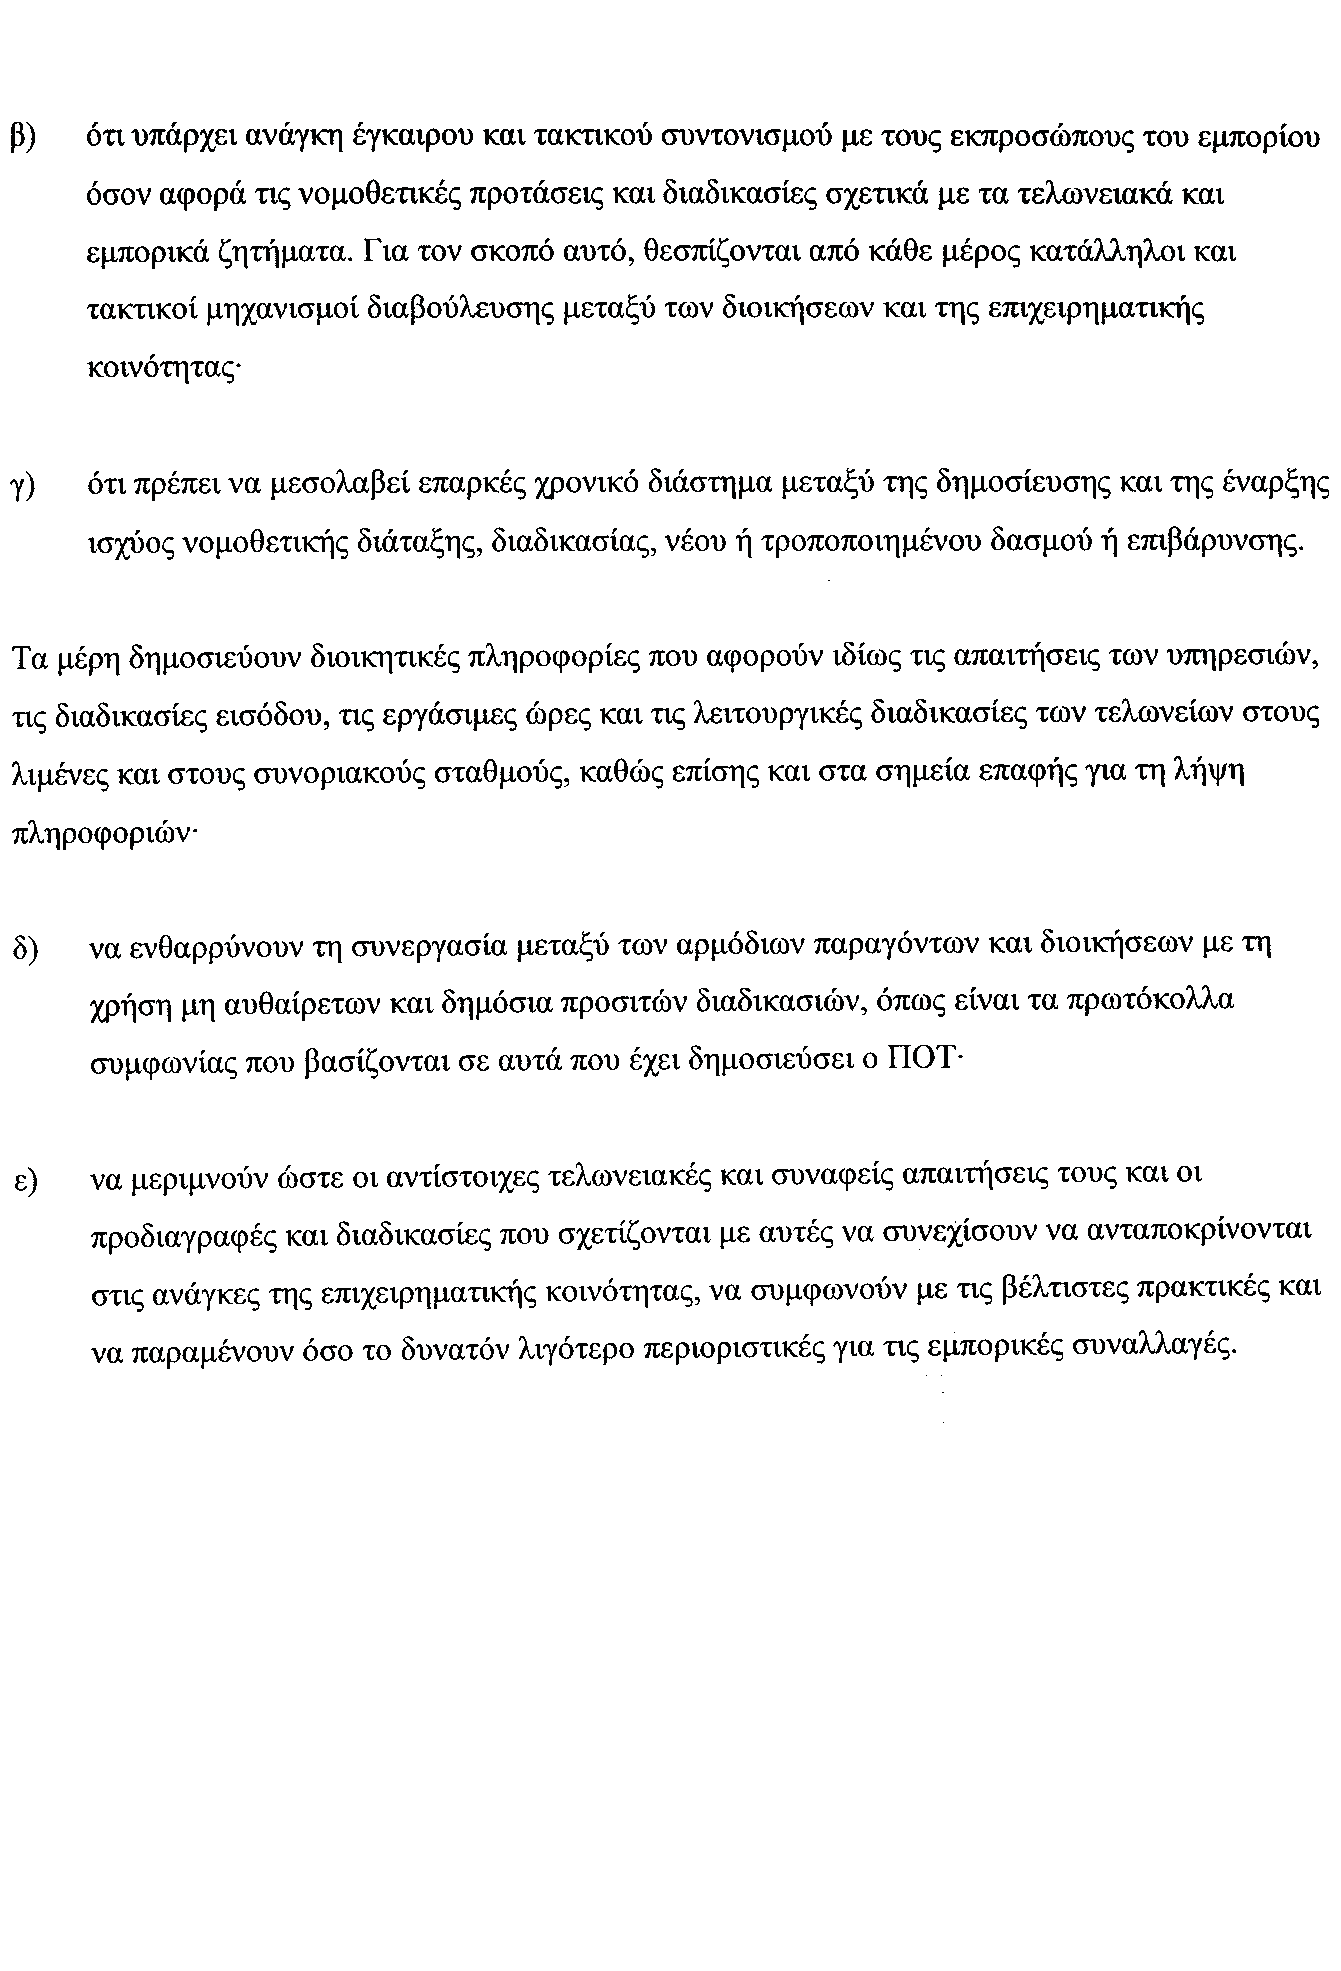 β) ότι υπάρχει ανάγκη έγκαιρου και τακτικού συντονισμού με τους εκπροσώπους του εμπορίου
όσον αφορά τις νομοθετικές προτάσεις και διαδικασίες σχετικά με τα τελωνειακά και
εμπορικά ζητήματα. Για τον σκοπό αυτό, θεσπίζονται από κάθε μέρος κατάλληλοι και
τακτικοί μηχανισμοί διαβούλευσης μεταξύ των διοικήσεων και της επιχειρηματικής
κοινότητας·
γ) ότι πρέπει να μεσολαβεί επαρκές χρονικό διάστημα μεταξύ της δημοσίευσης και της έναρξης
ισχύος νομοθετικής διάταξης, διαδικασίας, νέου ή τροποποιημένου δασμού ή επιβάρυνσης.
Τα μέρη δημοσιεύουν διοικητικές πληροφορίες που αφορούν ιδίως τις απαιτήσεις των υπηρεσιών,
τις διαδικασίες εισόδου, τις εργάσιμες ώρες και τις λειτουργικές διαδικασίες των τελωνείων στους
λιμένες και στους συνοριακούς σταθμούς, καθώς επίσης και στα σημεία επαφής για τη λήψη
πληροφοριών·
δ) να ενθαρρύνουν τη συνεργασία μεταξύ των αρμόδιων παραγόντων και διοικήσεων με τη
χρήση μη αυθαίρετων και δημόσια προσιτών διαδικασιών, όπως είναι τα πρωτόκολλα
συμφωνίας που βασίζονται σε αυτά που έχει δημοσιεύσει ο ΠΟΤ·
ε) να μεριμνούν ώστε οι αντίστοιχες τελωνειακές και συναφείς απαιτήσεις τους και οι
προδιαγραφές και διαδικασίες που σχετίζονται με αυτές να συνεχίσουν να ανταποκρίνονται
στις ανάγκες της επιχειρηματικής κοινότητας, να συμφωνούν με τις βέλτιστες πρακτικές και
να παραμένουν όσο το δυνατόν λιγότερο περιοριστικές για τις εμπορικές συναλλαγές.